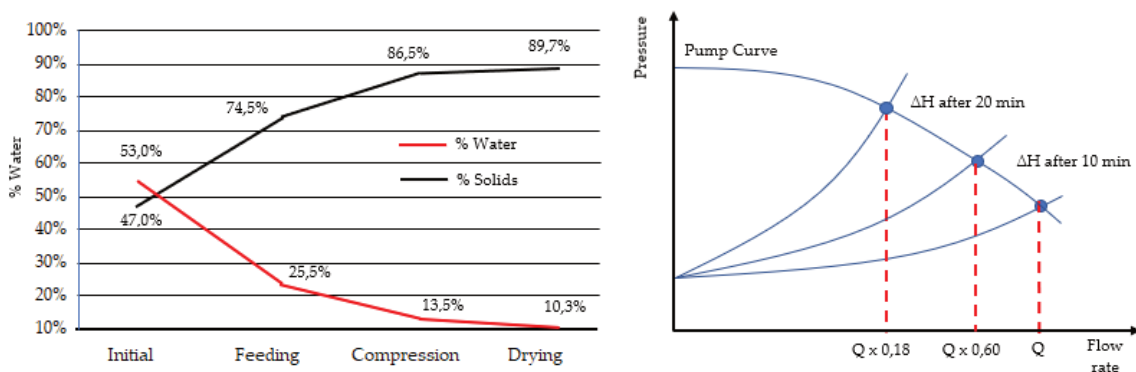 100%
90%
80%
70%
60%
50%
40%
30%
20%
10%
% Water
53,0%
47,0%
74,5%
25,5%
86,5%
13,5%
89,7%
10,3%
% Water
% Solids
Initial
Feeding
Compression
Drying
Pressure
Pump Curve
ΔH after 20 min
ΔH after 10 min
Q x 0,18
Q x 0,60
Q
Flow
rate